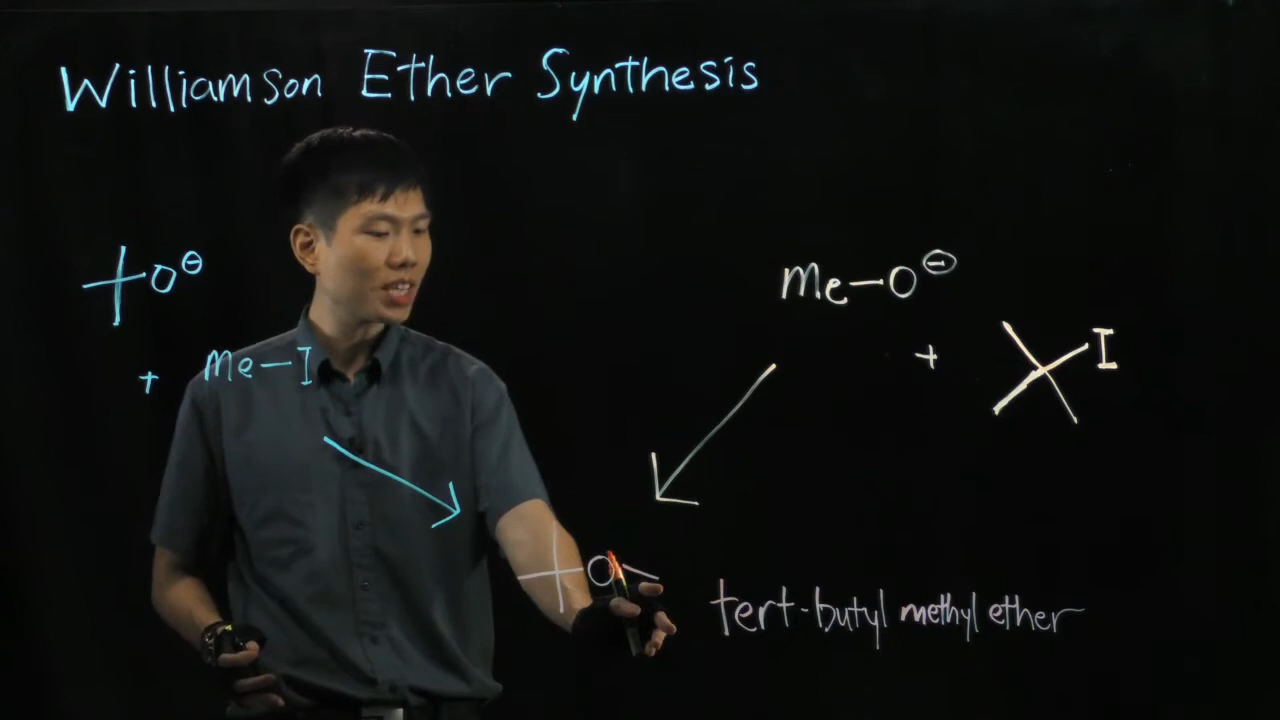 Williamson Ether Synthesis
O⊖
+ Me-I
Me-O⊖
+ I
O
tert-butyl methyl ether